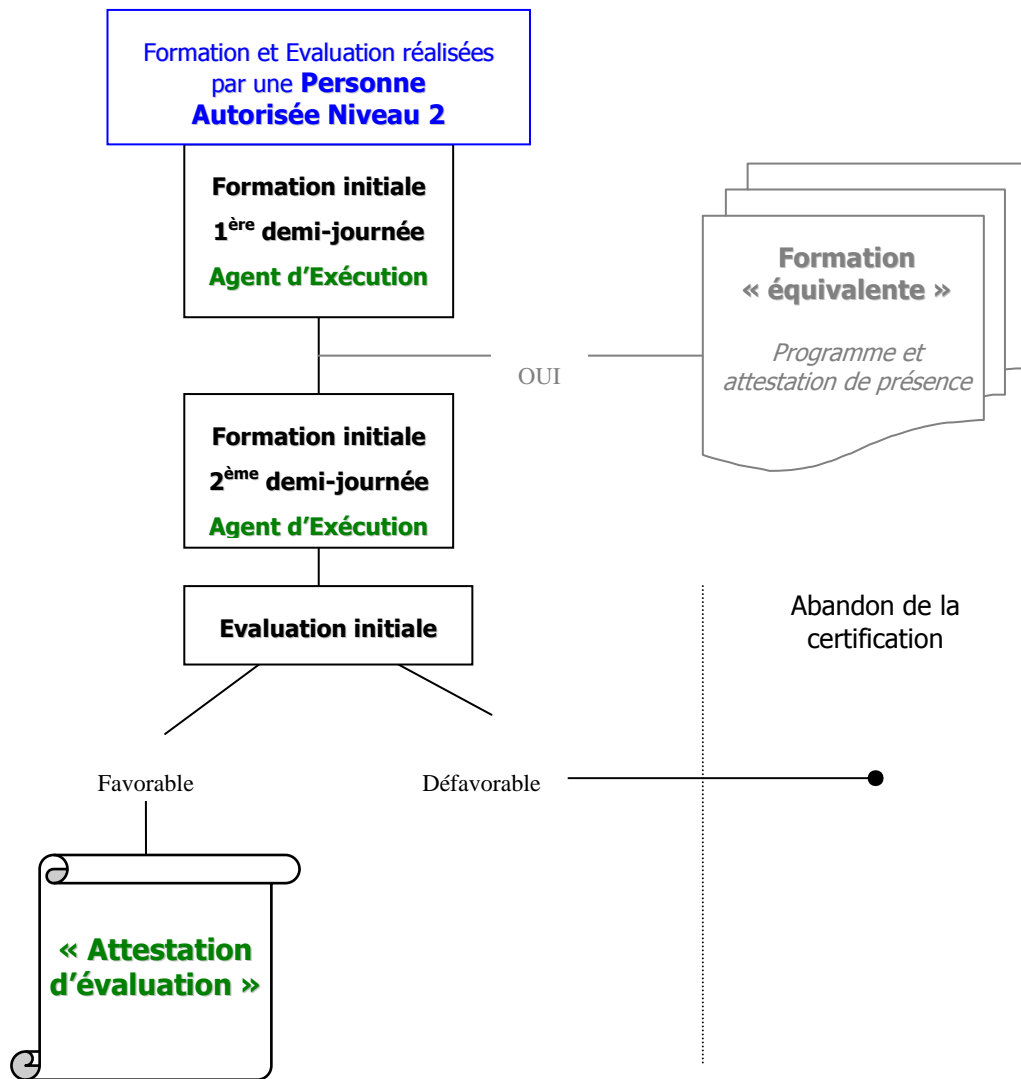 Formation et Evaluation réalisées
par une Personne
Autorisée Niveau 2
Formation initiale
1ère demi-journée
Agent d'Exécution
Formation
« équivalente »
Programme et
attestation de présence
OUI
Formation initiale
2ème demi-journée
Agent d'Exécution
Evaluation initiale
Abandon de la
certification
Favorable
Défavorable
« Attestation
d'évaluation »